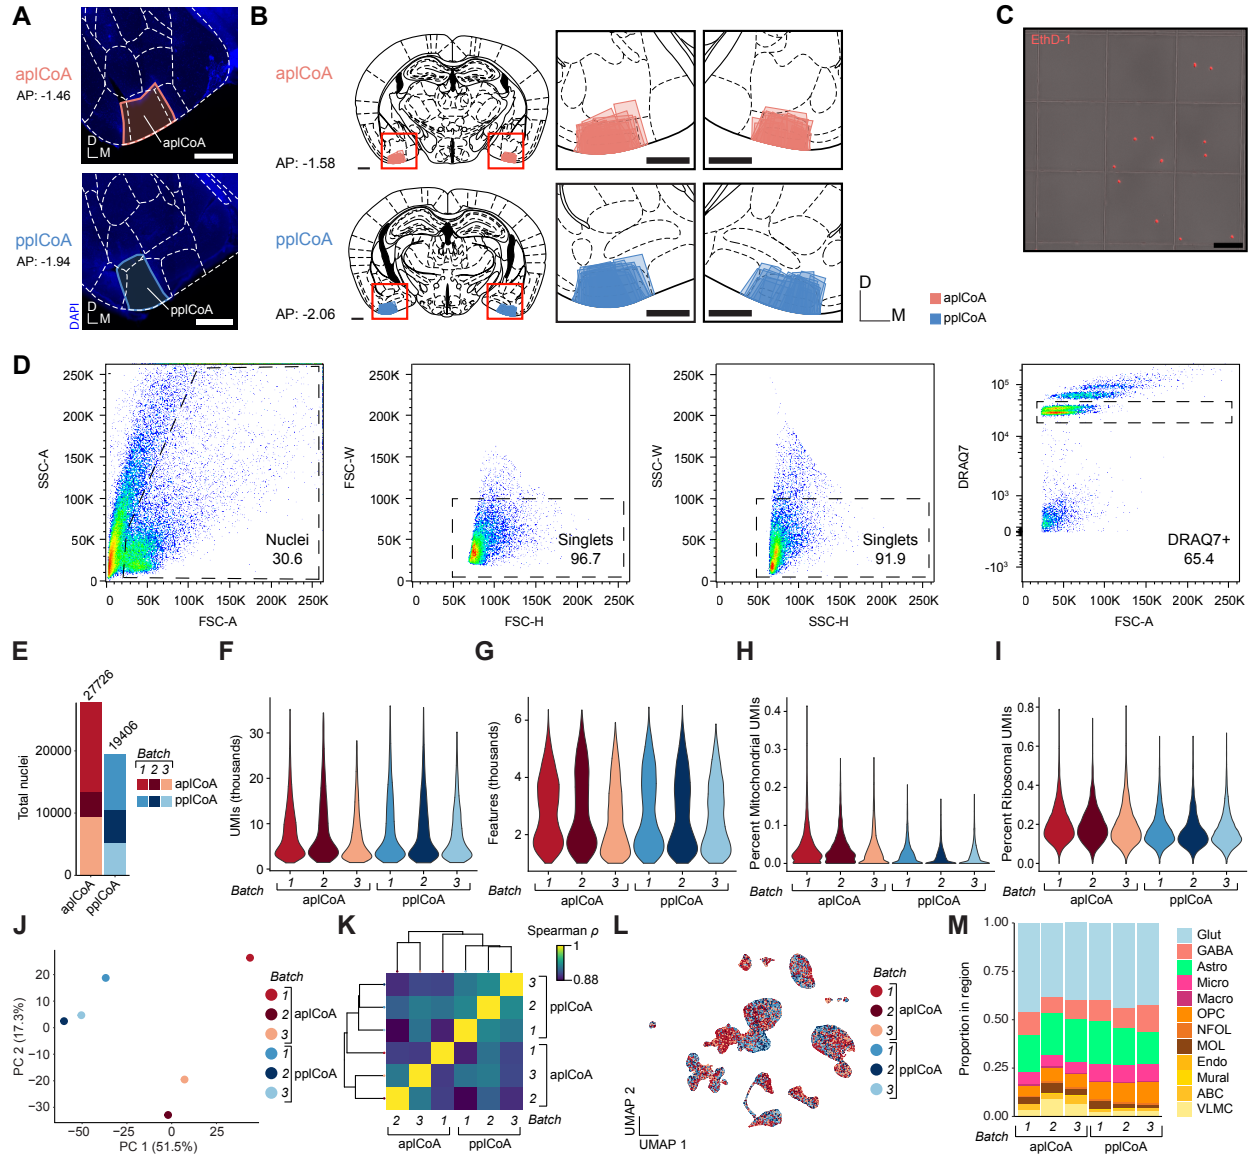 A
aplCoA
AP: -1.46
D
M
aplCoA
pplCoA
AP: -1.94
D
M
pplCoA
DAPI
B
aplCoA
AP: -1.58
pplCoA
AP: -2.06
D
M
aplCoA
pplCoA
C
EthD-1
D
250K
200K
150K
100K
50K
0
SSC-A
0 50K 100K 150K 200K 250K
FSC-A
Nuclei
30.6
250K
200K
150K
100K
50K
0
FSC-W
0 50K 100K 150K 200K 250K
FSC-H
Singlets
96.7
250K
200K
150K
100K
50K
0
SSC-W
0 50K 100K 150K 200K 250K
SSC-H
Singlets
91.9
10⁵
10⁴
10³
0
-10³
DRAQ7
0 50K 100K 150K 200K 250K
FSC-A
DRAQ7+
65.4
E
27726
19406
20000
10000
0
Total nuclei
aplCoA
pplCoA
Batch
1 2 3
aplCoA
pplCoA
F
30
20
10
0
UMIs (thousands)
Batch 1 2 3 1 2 3
aplCoA pplCoA
G
6
4
2
Features (thousands)
Batch 1 2 3 1 2 3
aplCoA pplCoA
H
0.4
0.3
0.2
0.1
0.0
Percent Mitochondrial UMIs
Batch 1 2 3 1 2 3
aplCoA pplCoA
I
0.8
0.6
0.4
0.2
0.0
Percent Ribosomal UMIs
Batch 1 2 3 1 2 3
aplCoA pplCoA
J
20
10
0
−10
−20
−30
PC 2 (17.3%)
−50 −25 0 25
PC 1 (51.5%)
Batch
1
2 aplCoA
3
1
2 pplCoA
3
K
Spearman ρ
1
0.88
3
2 pplCoA
1
1
3 aplCoA
2
2 3 1 1 2 3 Batch
aplCoA pplCoA
L
UMAP 2
UMAP 1
Batch
1
2 aplCoA
3
1
2 pplCoA
3
M
1.00
0.75
0.50
0.25
0.00
Proportion in region
Batch 1 2 3 1 2 3
aplCoA pplCoA
Glut
GABA
Astro
Micro
Macro
OPC
NFOL
MOL
Endo
Mural
ABC
VLMC